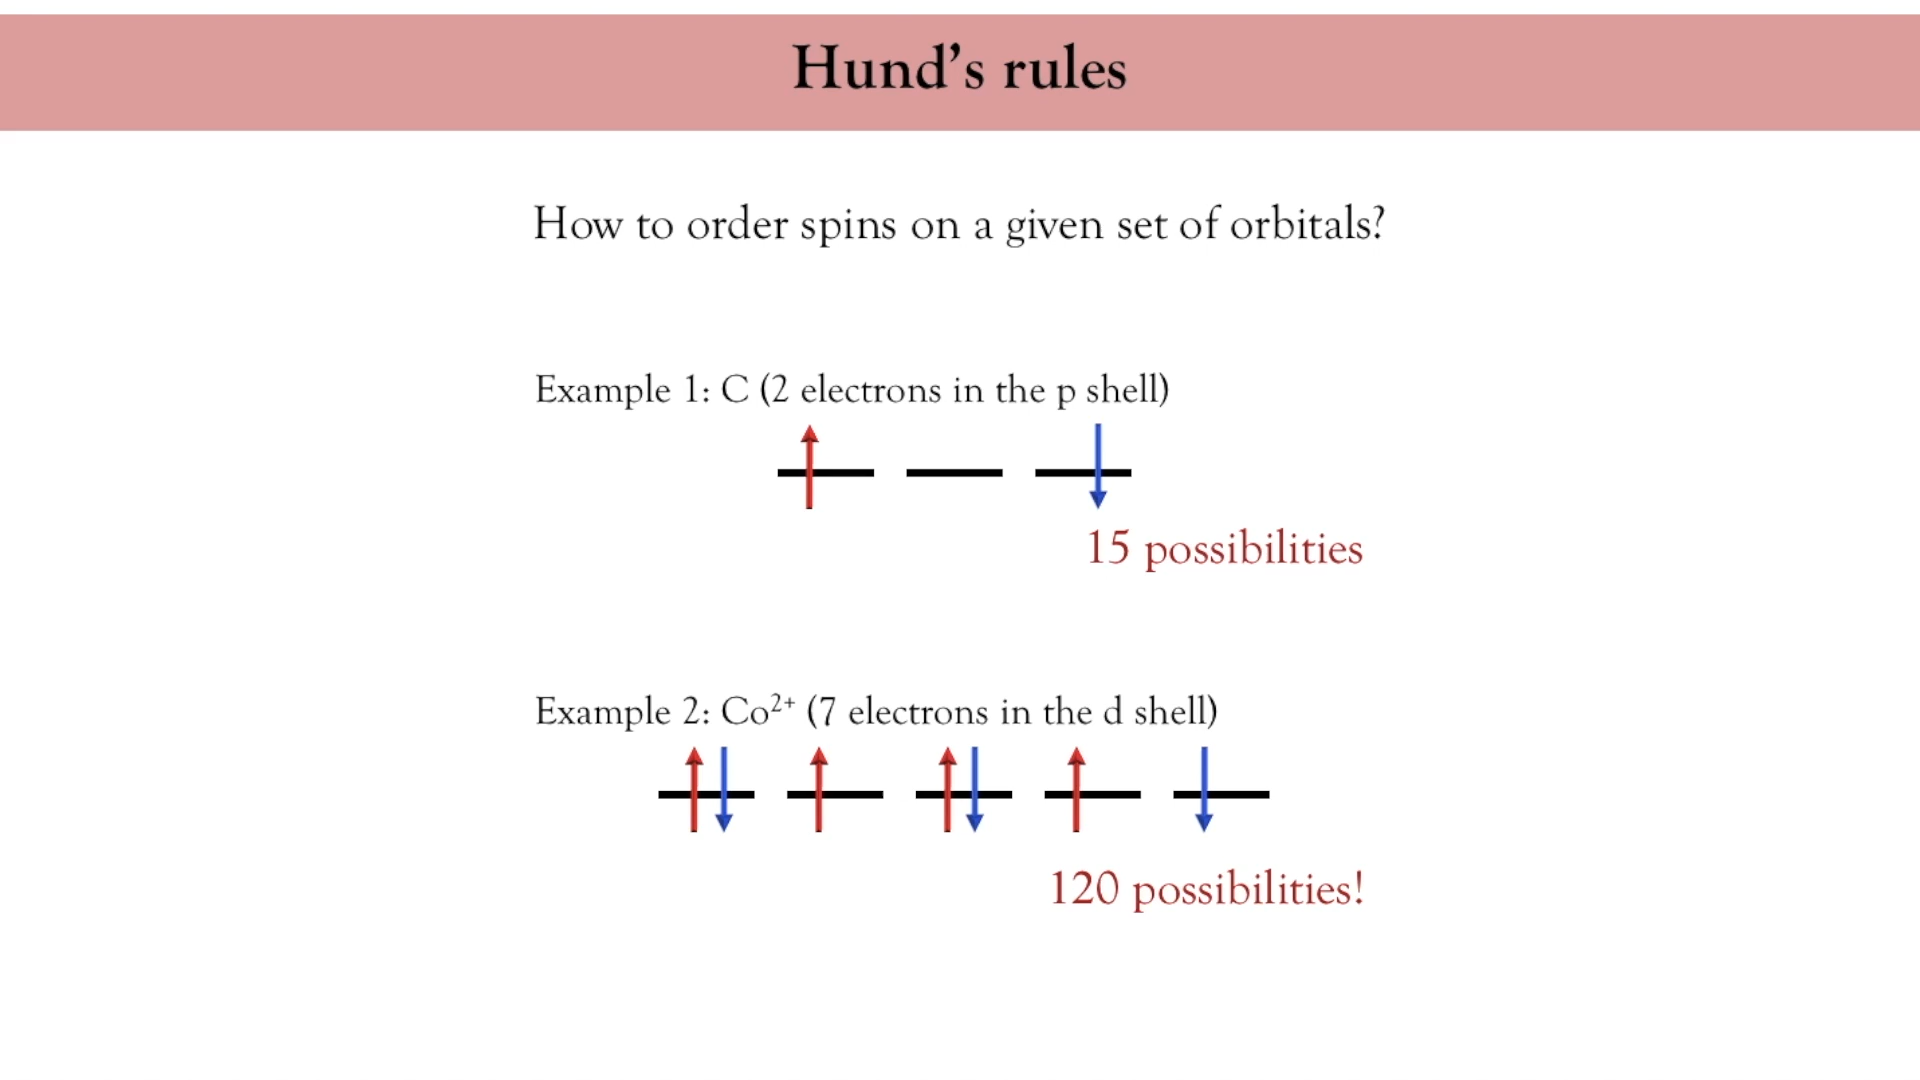 Hund's rules
How to order spins on a given set of orbitals?
Example 1: C (2 electrons in the p shell)
15 possibilities
Example 2: Co²⁺ (7 electrons in the d shell)
120 possibilities!